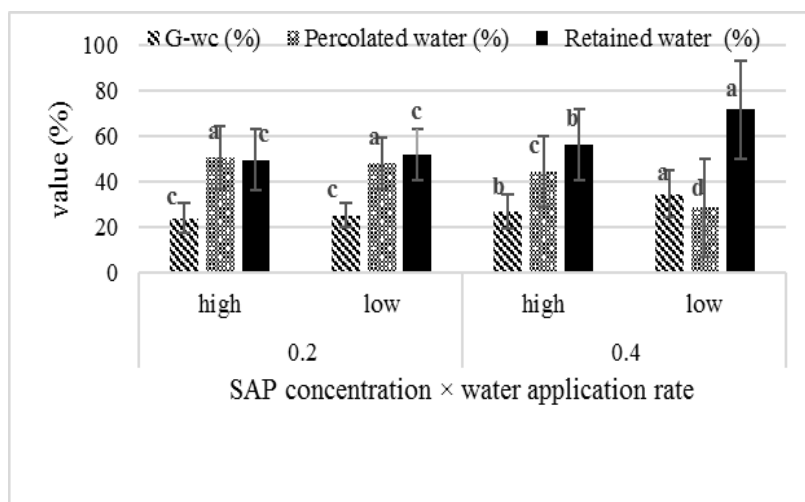 100
G-wc (%) Percolated water (%) Retained water (%)
80
60
40
20
0
value (%)
c a c
c a c
b c b
a d a
high low high low
0.2 0.4
SAP concentration × water application rate